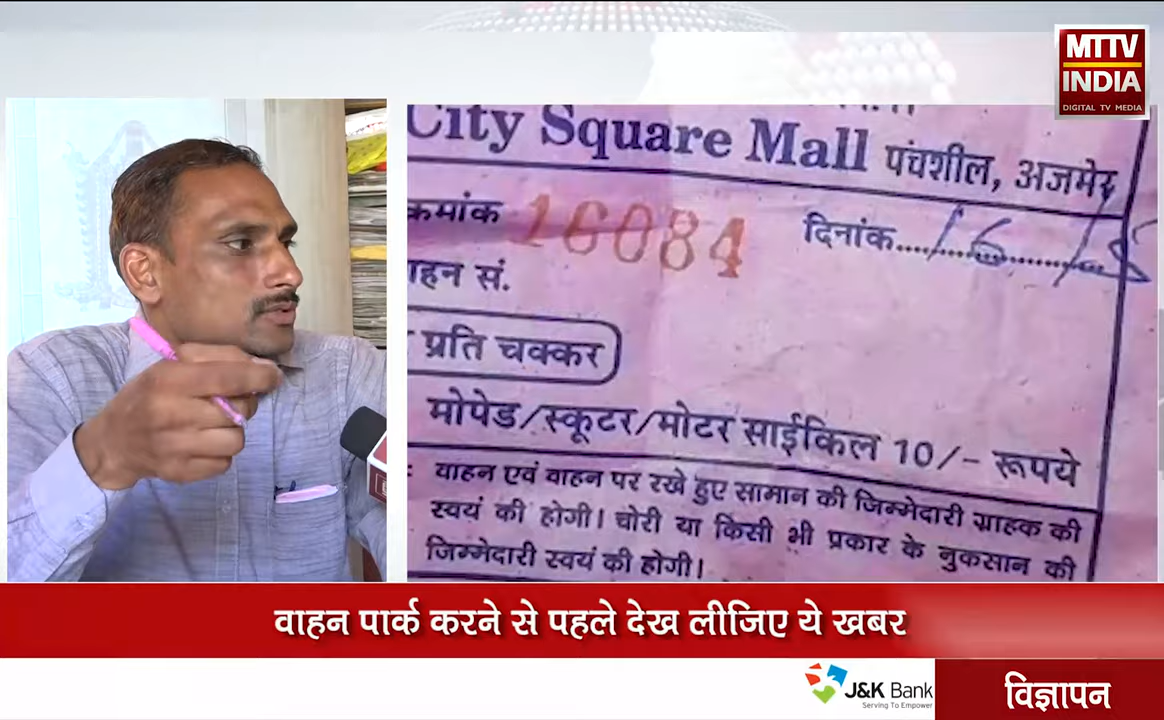 MTTV
INDIA
DIGITAL TV MEDIA
City Square Mall पंचशील, अजमेर
क्रमांक 16084 दिनांक
वाहन सं.
प्रति चक्कर
मोपेड/स्कूटर/मोटर साईकिल 10/- रूपये
वाहन एवं वाहन पर रखे हुए सामान की जिम्मेदारी ग्राहक की
स्वयं की होगी। चोरी या किसी भी प्रकार के नुकसान की
जिम्मेदारी स्वयं की होगी।
वाहन पार्क करने से पहले देख लीजिए ये खबर
J&K Bank
Serving To Empower
विज्ञापन